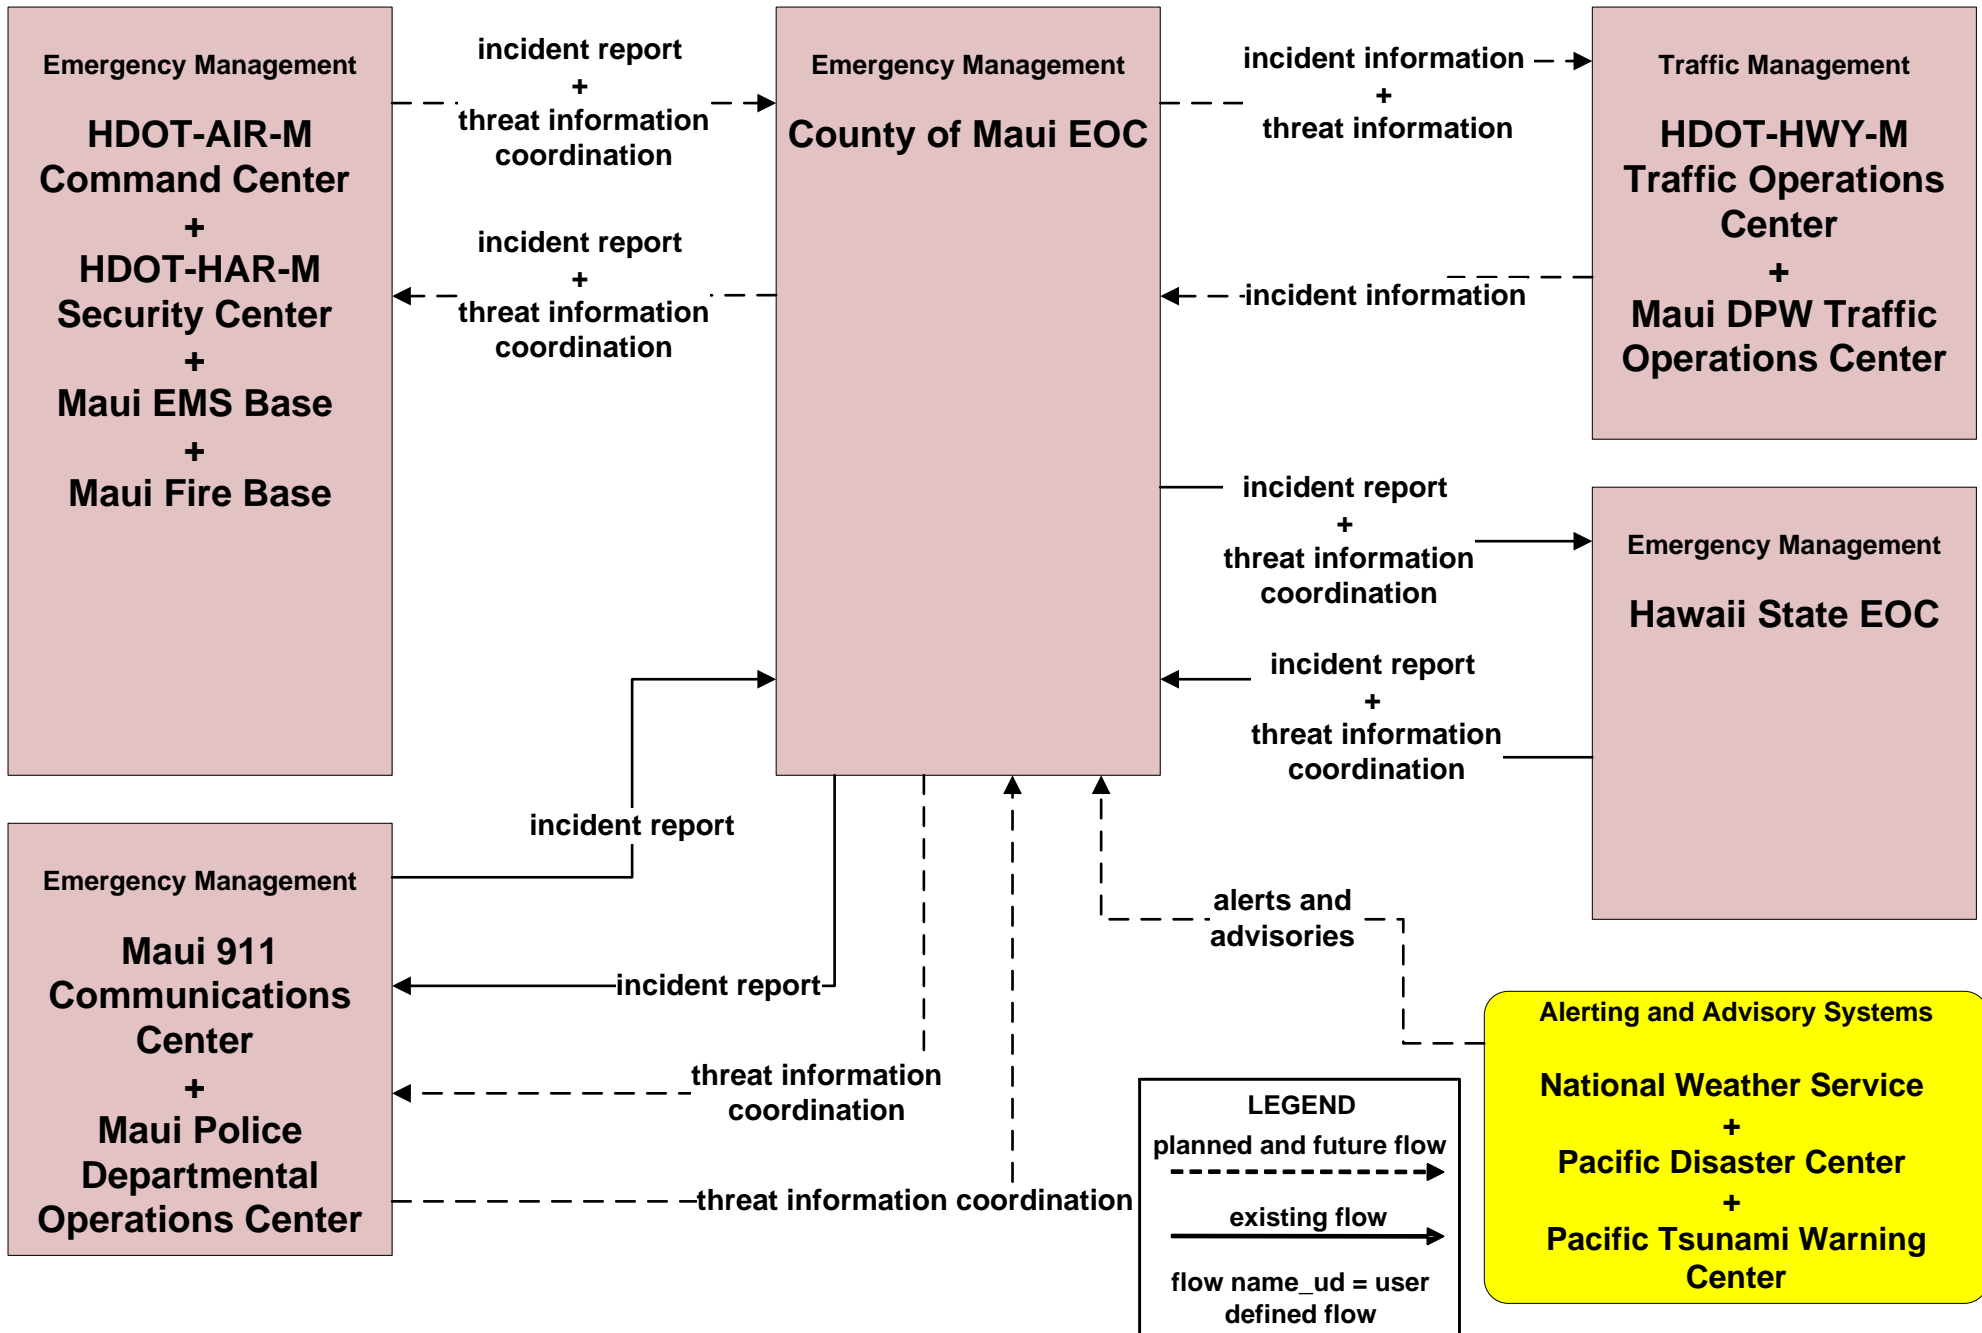 Emergency Management
HDOT-AIR-M
Command Center
+
HDOT-HAR-M
Security Center
+
Maui EMS Base
+
Maui Fire Base
incident report
+
threat information
coordination
incident report
+
threat information
coordination
Emergency Management
County of Maui EOC
incident information
+
threat information
incident information
Traffic Management
HDOT-HWY-M
Traffic Operations
Center
+
Maui DPW Traffic
Operations Center
incident report
+
threat information
coordination
incident report
+
threat information
coordination
Emergency Management
Hawaii State EOC
Emergency Management
Maui 911
Communications
Center
+
Maui Police
Departmental
Operations Center
incident report
incident report
threat information
coordination
threat information coordination
alerts and
advisories
Alerting and Advisory Systems
National Weather Service
+
Pacific Disaster Center
+
Pacific Tsunami Warning
Center
LEGEND
planned and future flow
existing flow
flow name_ud = user
defined flow